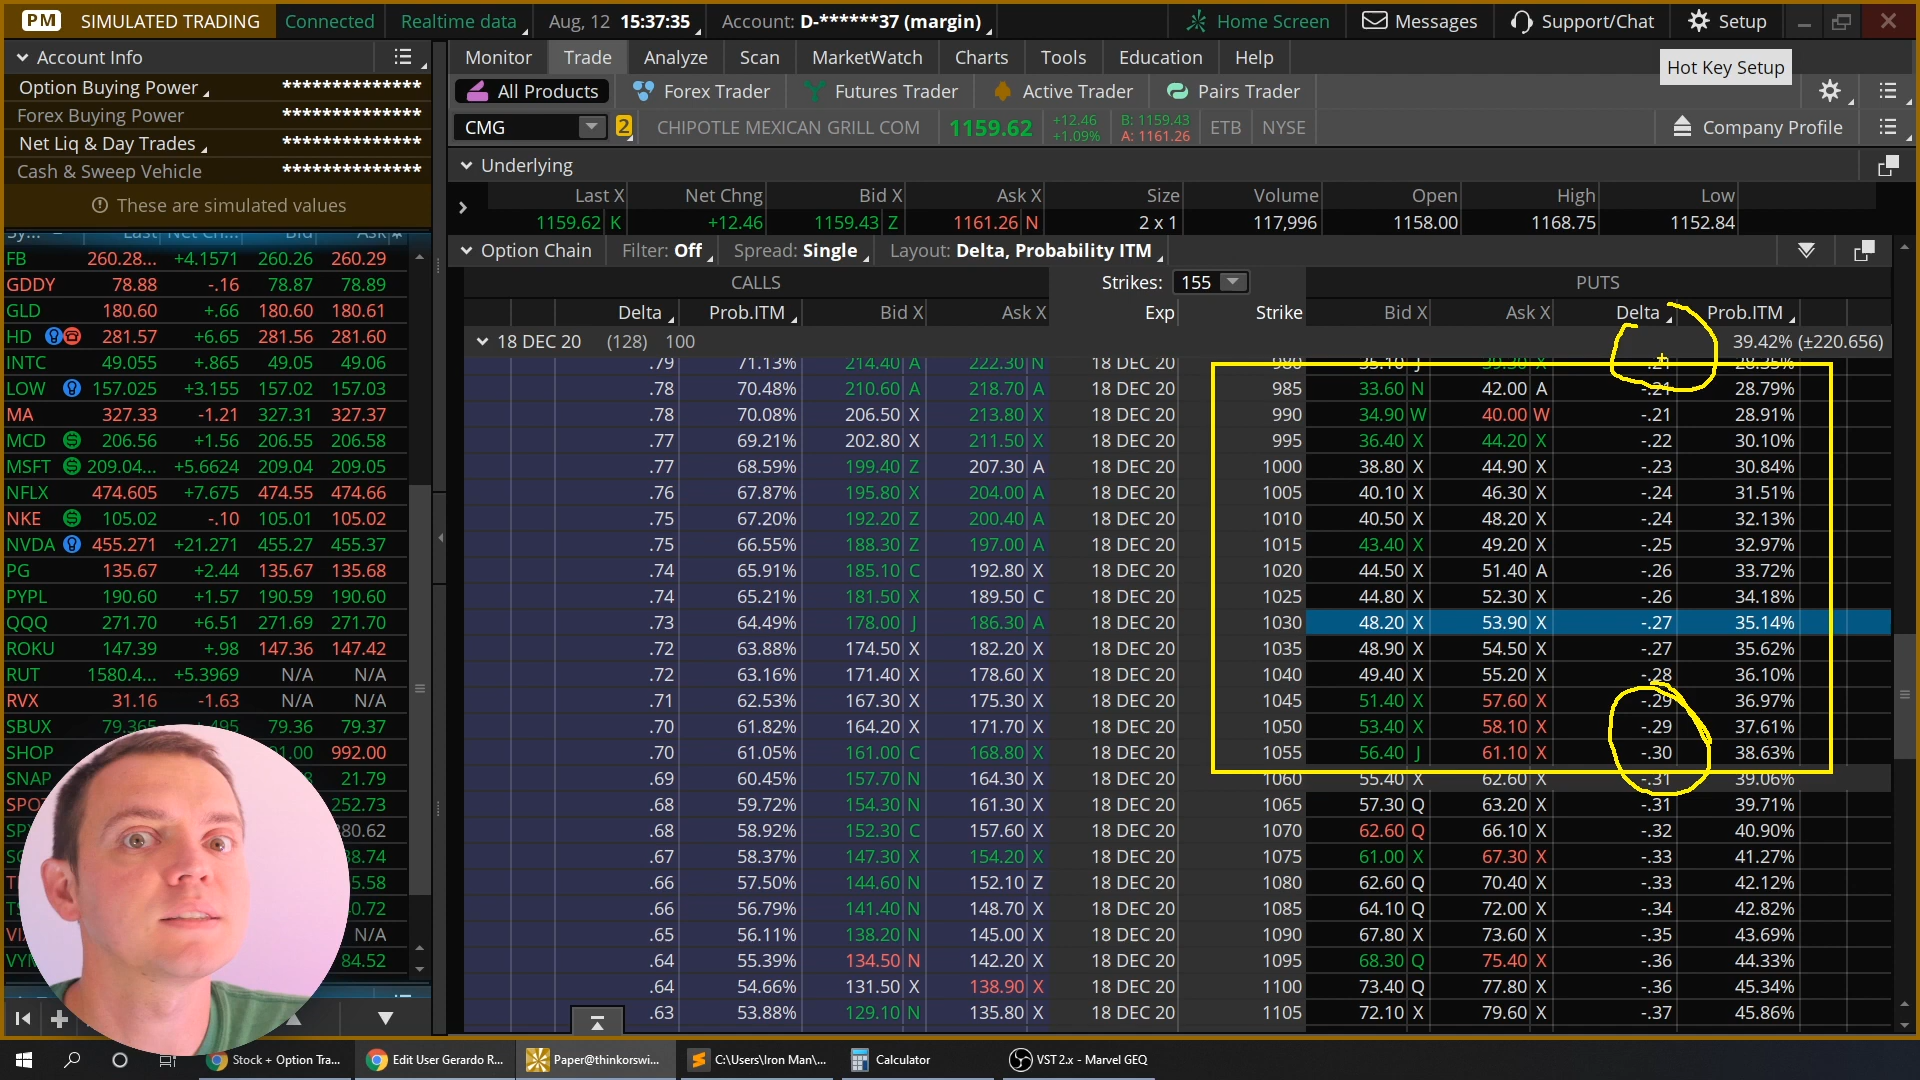 PM SIMULATED TRADING Connected Realtime data Aug, 12 15:37:35 Account: D-******37 (margin) Home Screen Messages Support/Chat Setup
Account Info
Option Buying Power **************
Forex Buying Power **************
Net Liq & Day Trades **************
Cash & Sweep Vehicle **************
These are simulated values
FB 260.28... +4.1571 260.26 260.29
GDDY 78.88 -.16 78.87 78.89
GLD 180.60 +.66 180.60 180.61
HD 281.57 +6.65 281.56 281.60
INTC 49.055 +.865 49.05 49.06
LOW 157.025 +3.155 157.02 157.03
MA 327.33 -1.21 327.31 327.37
MCD 206.56 +1.56 206.55 206.58
MSFT 209.04... +5.6624 209.04 209.05
NFLX 474.605 +7.675 474.55 474.66
NKE 105.02 -.10 105.01 105.02
NVDA 455.271 +21.271 455.27 455.37
PG 135.67 +2.44 135.67 135.68
PYPL 190.60 +1.57 190.59 190.60
QQQ 271.70 +6.51 271.69 271.70
ROKU 147.39 +.98 147.36 147.42
RUT 1580.4... +5.3969 N/A N/A
RVX 31.16 -1.63 N/A N/A
SBUX 79.365 79.36 79.37
SHOP 992.00
SNAP 21.79
252.73
N/A
84.52
Monitor Trade Analyze Scan MarketWatch Charts Tools Education Help
Hot Key Setup
All Products Forex Trader Futures Trader Active Trader Pairs Trader
CMG 2 CHIPOTLE MEXICAN GRILL COM 1159.62 +12.46 +1.09% B: 1159.43 A: 1161.26 ETB NYSE Company Profile
Underlying
Last X Net Chng Bid X Ask X Size Volume Open High Low
1159.62 K +12.46 1159.43 Z 1161.26 N 2 x 1 117,996 1158.00 1168.75 1152.84
Option Chain Filter: Off Spread: Single Layout: Delta, Probability ITM
CALLS Strikes: 155 PUTS
Delta Prob.ITM Bid X Ask X Exp Strike Bid X Ask X Delta Prob.ITM
18 DEC 20 (128) 100 39.42% (±220.656)
.79 71.13% 214.40 A 222.30 N 18 DEC 20 980 35.10 J 39.30 X -.21 28.35%
.78 70.48% 210.60 A 218.70 A 18 DEC 20 985 33.60 N 42.00 A -.21 28.79%
.78 70.08% 206.50 X 213.80 X 18 DEC 20 990 34.90 W 40.00 W -.21 28.91%
.77 69.21% 202.80 X 211.50 X 18 DEC 20 995 36.40 X 44.20 X -.22 30.10%
.77 68.59% 199.40 Z 207.30 A 18 DEC 20 1000 38.80 X 44.90 X -.23 30.84%
.76 67.87% 195.80 X 204.00 A 18 DEC 20 1005 40.10 X 46.30 X -.24 31.51%
.75 67.20% 192.20 Z 200.40 A 18 DEC 20 1010 40.50 X 48.20 X -.24 32.13%
.75 66.55% 188.30 Z 197.00 A 18 DEC 20 1015 43.40 X 49.20 X -.25 32.97%
.74 65.91% 185.10 C 192.80 X 18 DEC 20 1020 44.50 X 51.40 A -.26 33.72%
.74 65.21% 181.50 X 189.50 C 18 DEC 20 1025 44.80 X 52.30 X -.26 34.18%
.73 64.49% 178.00 J 186.30 A 18 DEC 20 1030 48.20 X 53.90 X -.27 35.14%
.72 63.88% 174.50 X 182.20 X 18 DEC 20 1035 48.90 X 54.50 X -.27 35.62%
.72 63.16% 171.40 X 178.60 X 18 DEC 20 1040 49.40 X 55.20 X -.28 36.10%
.71 62.53% 167.30 X 175.30 X 18 DEC 20 1045 51.40 X 57.60 X -.29 36.97%
.70 61.82% 164.20 X 171.70 X 18 DEC 20 1050 53.40 X 58.10 X -.29 37.61%
.70 61.05% 161.00 C 168.80 X 18 DEC 20 1055 56.40 J 61.10 X -.30 38.63%
.69 60.45% 157.70 N 164.30 X 18 DEC 20 1060 55.40 X 62.60 X -.31 39.06%
.68 59.72% 154.30 N 161.30 X 18 DEC 20 1065 57.30 Q 63.20 X -.31 39.71%
.68 58.92% 152.30 C 157.60 X 18 DEC 20 1070 62.60 Q 66.10 X -.32 40.90%
.67 58.37% 147.30 X 154.20 X 18 DEC 20 1075 61.00 X 67.30 X -.33 41.27%
.66 57.50% 144.60 N 152.10 Z 18 DEC 20 1080 62.60 Q 70.40 X -.33 42.12%
.66 56.79% 141.40 N 148.70 X 18 DEC 20 1085 64.10 Q 72.00 X -.34 42.82%
.65 56.11% 138.20 N 145.00 X 18 DEC 20 1090 67.80 X 73.60 X -.35 43.69%
.64 55.39% 134.50 N 142.20 X 18 DEC 20 1095 68.30 Q 75.40 X -.36 44.33%
.64 54.66% 131.50 X 138.90 X 18 DEC 20 1100 73.40 Q 77.80 X -.36 45.34%
.63 53.88% 129.10 N 135.80 X 18 DEC 20 1105 72.10 X 79.60 X -.37 45.86%
Stock + Option Tra... Edit User Gerardo R... Paper@thinkorswi... C:\Users\Iron Man\... Calculator VST 2.x - Marvel GEQ